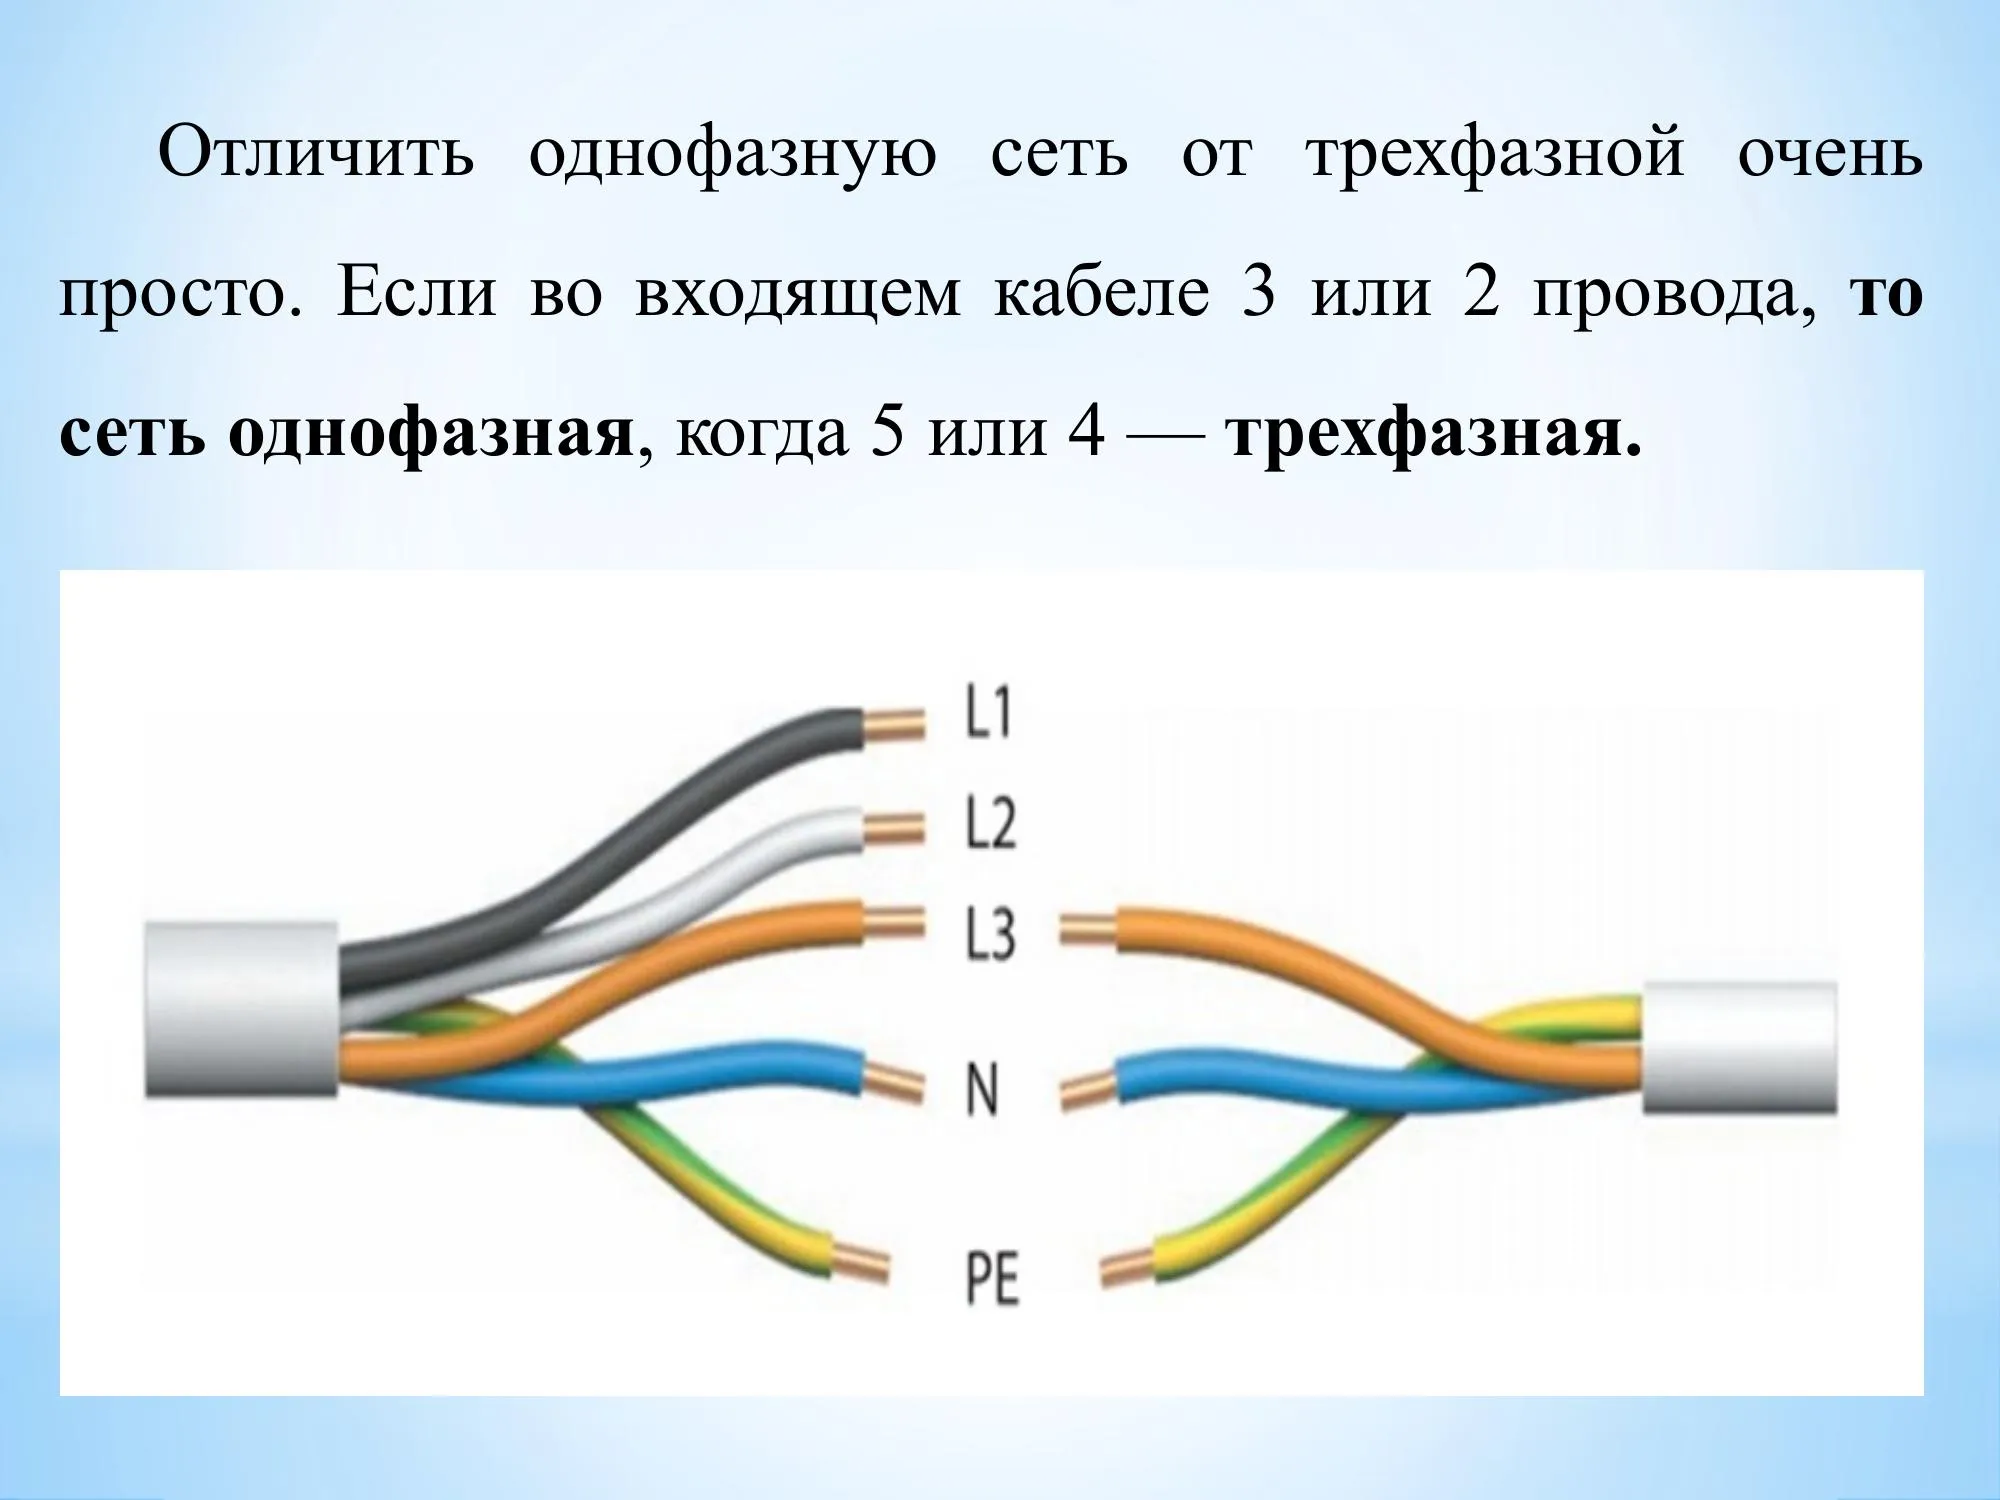 Отличить однофазную сеть от трехфазной очень
просто. Если во входящем кабеле 3 или 2 провода, то
сеть однофазная, когда 5 или 4 — трехфазная.
L1
L2
L3
N
PE